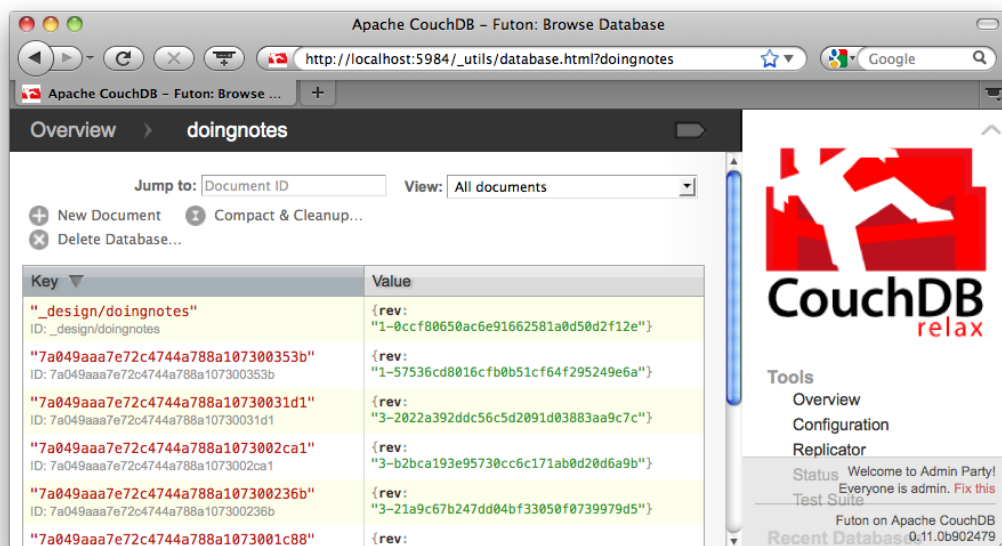 Apache CouchDB – Futon: Browse Database
http://localhost:5984/_utils/database.html?doingnotes
Google
Apache CouchDB – Futon: Browse ...
Overview
doingnotes
Jump to: Document ID
View: All documents
New Document
Compact & Cleanup...
Delete Database...
Key
Value
"_design/doingnotes"
ID: _design/doingnotes
{rev:
"1-0ccf80650ac6e91662581a0d50d2f12e"}
"7a049aaa7e72c4744a788a107300353b"
ID: 7a049aaa7e72c4744a788a107300353b
{rev:
"1-57536cd8016cfb0b51cf64f295249e6a"}
"7a049aaa7e72c4744a788a10730031d1"
ID: 7a049aaa7e72c4744a788a10730031d1
{rev:
"3-2022a392ddc56c5d2091d03883aa9c7c"}
"7a049aaa7e72c4744a788a1073002ca1"
ID: 7a049aaa7e72c4744a788a1073002ca1
{rev:
"3-b2bca193e95730cc6c171ab0d20d6a9b"}
"7a049aaa7e72c4744a788a107300236b"
ID: 7a049aaa7e72c4744a788a107300236b
{rev:
"3-21a9c67b247dd04bf33050f0739979d5"}
"7a049aaa7e72c4744a788a1073001c88"
{rev:
CouchDB
relax
Tools
Overview
Configuration
Replicator
Status
Test Suite
Recent Databases
Welcome to Admin Party!
Everyone is admin. Fix this
Futon on Apache CouchDB
0.11.0b902479